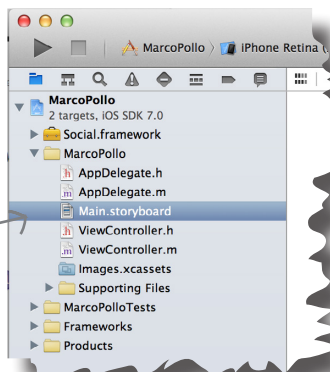 MarcoPollo iPhone Retina (
MarcoPollo
2 targets, iOS SDK 7.0
Social.framework
MarcoPollo
h AppDelegate.h
m AppDelegate.m
Main.storyboard
h ViewController.h
m ViewController.m
Images.xcassets
Supporting Files
MarcoPolloTests
Frameworks
Products